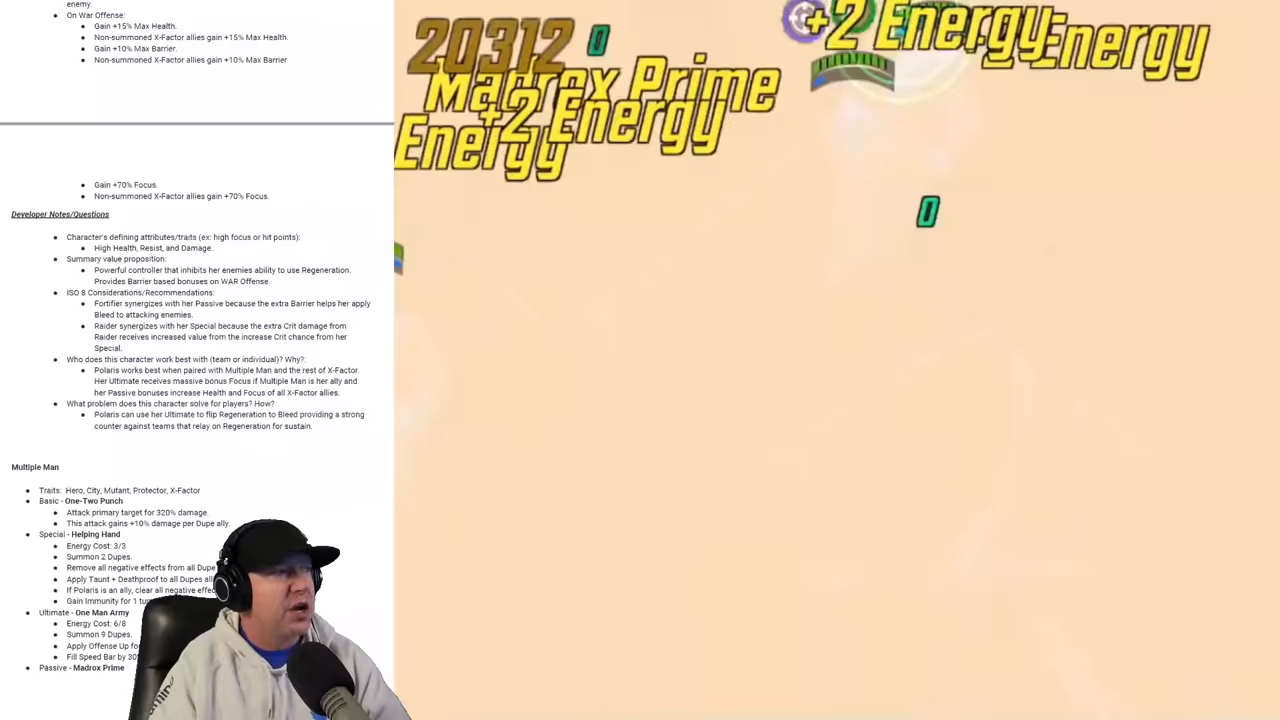 enemy.
● On War Offense:
● Gain +15% Max Health.
● Non-summoned X-Factor allies gain +15% Max Health.
● Gain +10% Max Barrier.
● Non-summoned X-Factor allies gain +10% Max Barrier
● Gain +70% Focus.
● Non-summoned X-Factor allies gain +70% Focus.
Developer Notes/Questions
● Character's defining attributes/traits (ex: high focus or hit points):
● High Health, Resist, and Damage.
● Summary value proposition:
● Powerful controller that inhibits her enemies ability to use Regeneration.
Provides Barrier based bonuses on WAR Offense.
● ISO 8 Considerations/Recommendations:
● Fortifier synergizes with her Passive because the extra Barrier helps her apply
Bleed to attacking enemies.
● Raider synergizes with her Special because the extra Crit damage from
Raider receives increased value from the increase Crit chance from her
Special.
● Who does this character work best with (team or individual)? Why?:
● Polaris works best when paired with Multiple Man and the rest of X-Factor.
Her Ultimate receives massive bonus Focus if Multiple Man is her ally and
her Passive bonuses increase Health and Focus of all X-Factor allies.
● What problem does this character solve for players? How?
● Polaris can use her Ultimate to flip Regeneration to Bleed providing a strong
counter against teams that relay on Regeneration for sustain.
Multiple Man
● Traits: Hero, City, Mutant, Protector, X-Factor
● Basic - One-Two Punch
● Attack primary target for 320% damage.
● This attack gains +10% damage per Dupe ally.
● Special - Helping Hand
● Energy Cost: 3/3
● Summon 2 Dupes.
● Remove all negative effects from all Dupe
● Apply Taunt + Deathproof to all Dupes
● If Polaris is an ally, clear all negative
● Gain Immunity for 1
● Ultimate - One Man Army
● Energy Cost: 6/8
● Summon 9 Dupes.
● Apply Offense Up
● Fill Speed Bar by
● Passive - Madrox Prime
20312 0
Madrox Prime
+2 Energy
Energy
+2 Energy
Energy
0